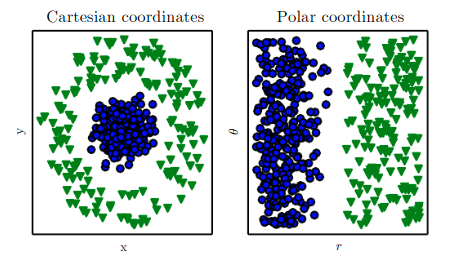 Cartesian coordinates
Polar coordinates
y
x
θ
r